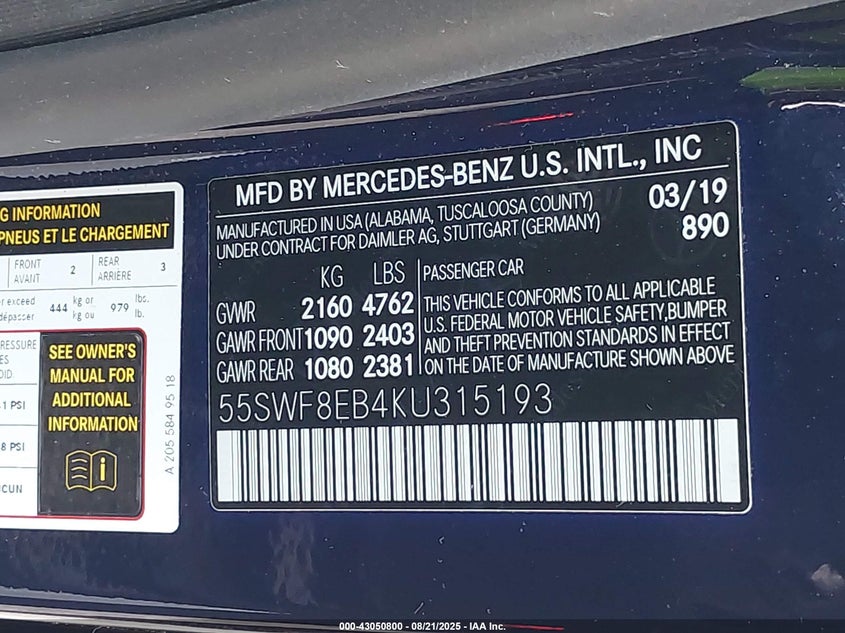 G INFORMATION
PNEUS ET LE CHARGEMENT
FRONT
AVANT
2
REAR
ARRIÈRE
3
er exceed
dépasser
444
kg or
kg ou
979
lbs.
lb.
RESSURE
ES
OID
1 PSI
8 PSI
CUN
SEE OWNER'S
MANUAL FOR
ADDITIONAL
INFORMATION
A 205 584 95 18
MFD BY MERCEDES-BENZ U.S. INTL., INC
MANUFACTURED IN USA (ALABAMA, TUSCALOOSA COUNTY)
UNDER CONTRACT FOR DAIMLER AG, STUTTGART (GERMANY)
03/19
890
KG LBS
GVWR 2160 4762
GAWR FRONT 1090 2403
GAWR REAR 1080 2381
PASSENGER CAR
THIS VEHICLE CONFORMS TO ALL APPLICABLE
U.S. FEDERAL MOTOR VEHICLE SAFETY,BUMPER
AND THEFT PREVENTION STANDARDS IN EFFECT
ON THE DATE OF MANUFACTURE SHOWN ABOVE
55SWF8EB4KU315193
000-43050800 - 08/21/2025 - IAA Inc.